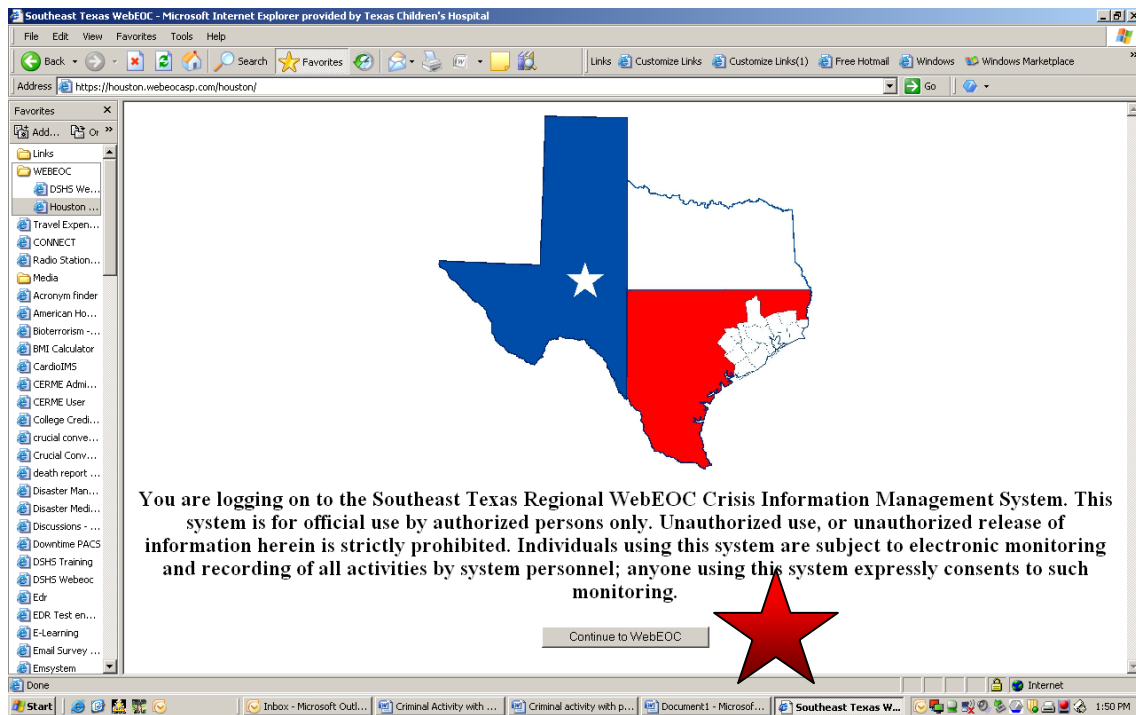 Southeast Texas WebEOC - Microsoft Internet Explorer provided by Texas Children's Hospital
File Edit View Favorites Tools Help
Back Search Favorites Links Customize Links Customize Links(1) Free Hotmail Windows Windows Marketplace
Address https://houston.webeocasp.com/houston/ Go
Favorites
Add... Or
Links
WEBEOC
DSHS We...
Houston ...
Travel Expen...
CONNECT
Radio Station...
Media
Acronym finder
American Ho...
Bioterrorism -...
BMI Calculator
CardioIMS
CERME Admi...
CERME User
College Credi...
crucial conve...
Crucial Conv...
death report ...
Disaster Man...
Disaster Medi...
Discussions - ...
Downtime PACS
DSHS Training
DSHS Webeoc
Edr
EDR Test en...
E-Learning
Email Survey ...
Emsystem
You are logging on to the Southeast Texas Regional WebEOC Crisis Information Management System. This
system is for official use by authorized persons only. Unauthorized use, or unauthorized release of
information herein is strictly prohibited. Individuals using this system are subject to electronic monitoring
and recording of all activities by system personnel; anyone using this system expressly consents to such
monitoring.
Continue to WebEOC
Done Internet
Start Inbox - Microsoft Outl... Criminal Activity with ... Criminal activity with p... Document1 - Microsof... Southeast Texas W... 1:50 PM